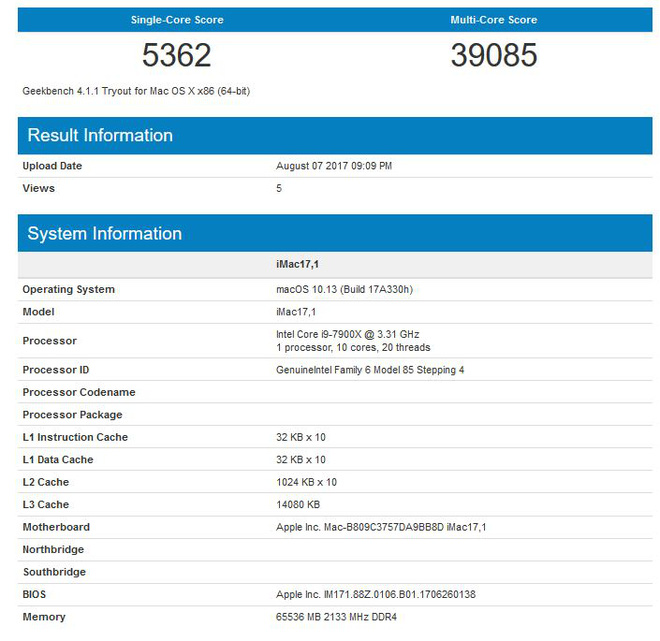 Single-Core Score Multi-Core Score
5362 39085
Geekbench 4.1.1 Tryout for Mac OS X x86 (64-bit)
Result Information
Upload Date August 07 2017 09:09 PM
Views 5
System Information
iMac17,1
Operating System macOS 10.13 (Build 17A330h)
Model iMac17,1
Processor Intel Core i9-7900X @ 3.31 GHz
1 processor, 10 cores, 20 threads
Processor ID GenuineIntel Family 6 Model 85 Stepping 4
Processor Codename
Processor Package
L1 Instruction Cache 32 KB x 10
L1 Data Cache 32 KB x 10
L2 Cache 1024 KB x 10
L3 Cache 14080 KB
Motherboard Apple Inc. Mac-B809C3757DA9BB8D iMac17,1
Northbridge
Southbridge
BIOS Apple Inc. IM171.88Z.0106.B01.1706260138
Memory 65536 MB 2133 MHz DDR4